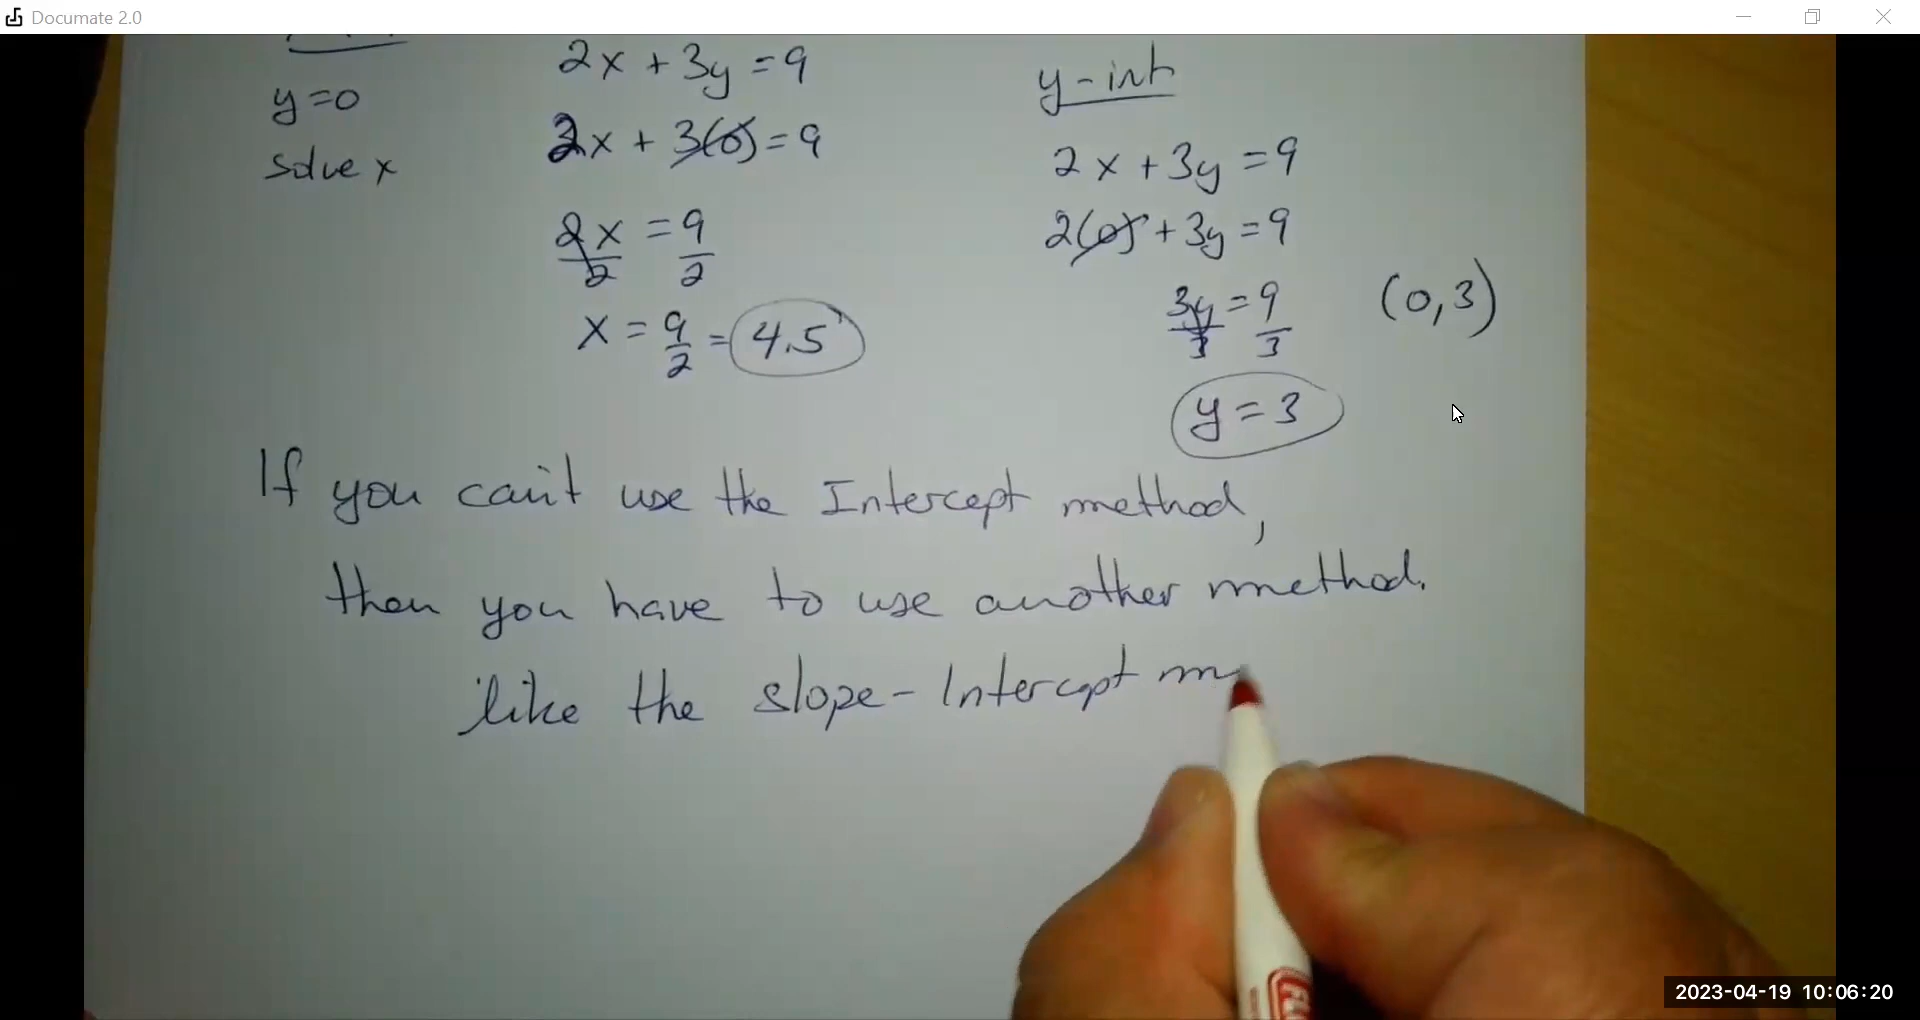 Documate 2.0
y=0
solve x
2x + 3y = 9
2x + 3(0) = 9
2x = 9
2 2
x = 9/2 = 4.5
y-int
2x + 3y = 9
2(0) + 3y = 9
3y = 9
3 3
y = 3
(0,3)
If you can't use the Intercept method,
then you have to use another method.
like the slope-Intercept m
2023-04-19 10:06:20